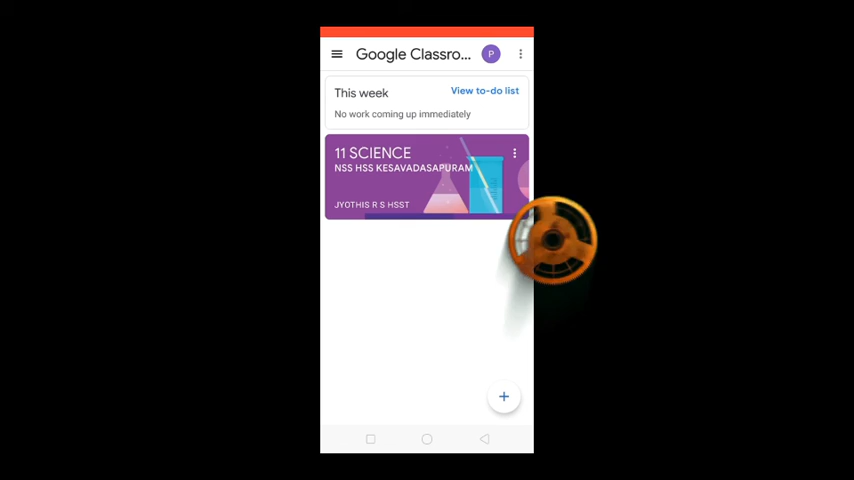 Google Classro... P
This week
View to-do list
No work coming up immediately
11 SCIENCE
NSS HSS KESAVADASAPURAM
JYOTHIS R S HSST